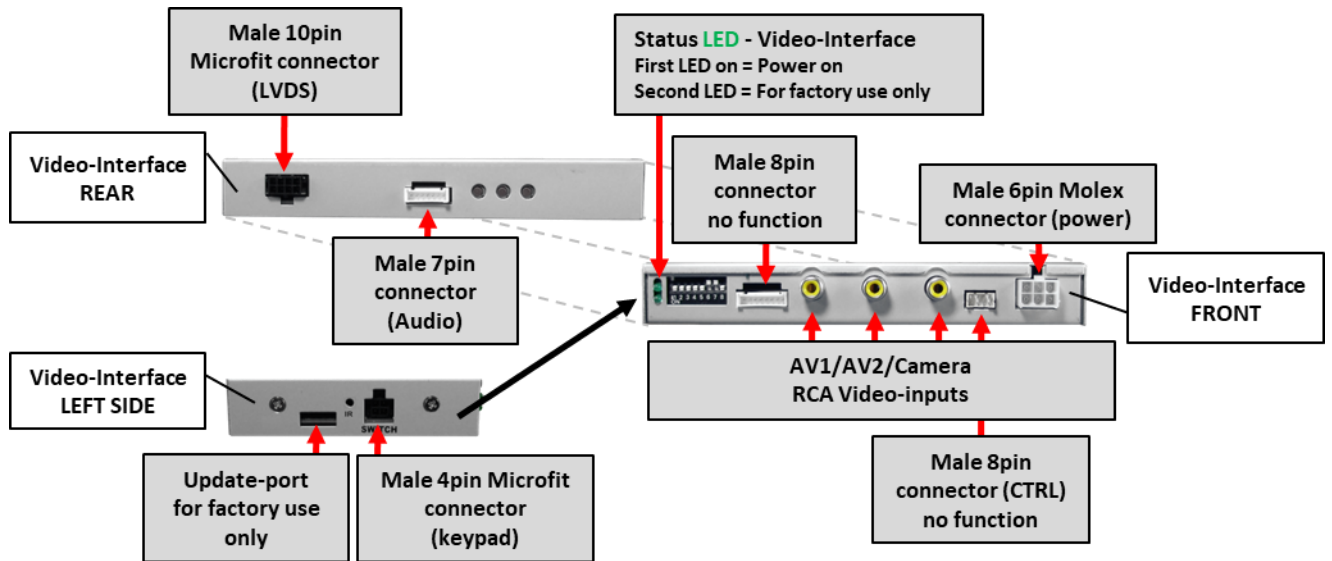 Male 10pin
Microfit connector
(LVDS)
Status LED - Video-Interface
First LED on = Power on
Second LED = For factory use only
Video-Interface
REAR
Male 8pin
connector
no function
Male 6pin Molex
connector (power)
Male 7pin
connector
(Audio)
Video-Interface
FRONT
Video-Interface
LEFT SIDE
IR
SWITCH
AV1/AV2/Camera
RCA Video-inputs
Update-port
for factory use
only
Male 4pin Microfit
connector
(keypad)
Male 8pin
connector (CTRL)
no function